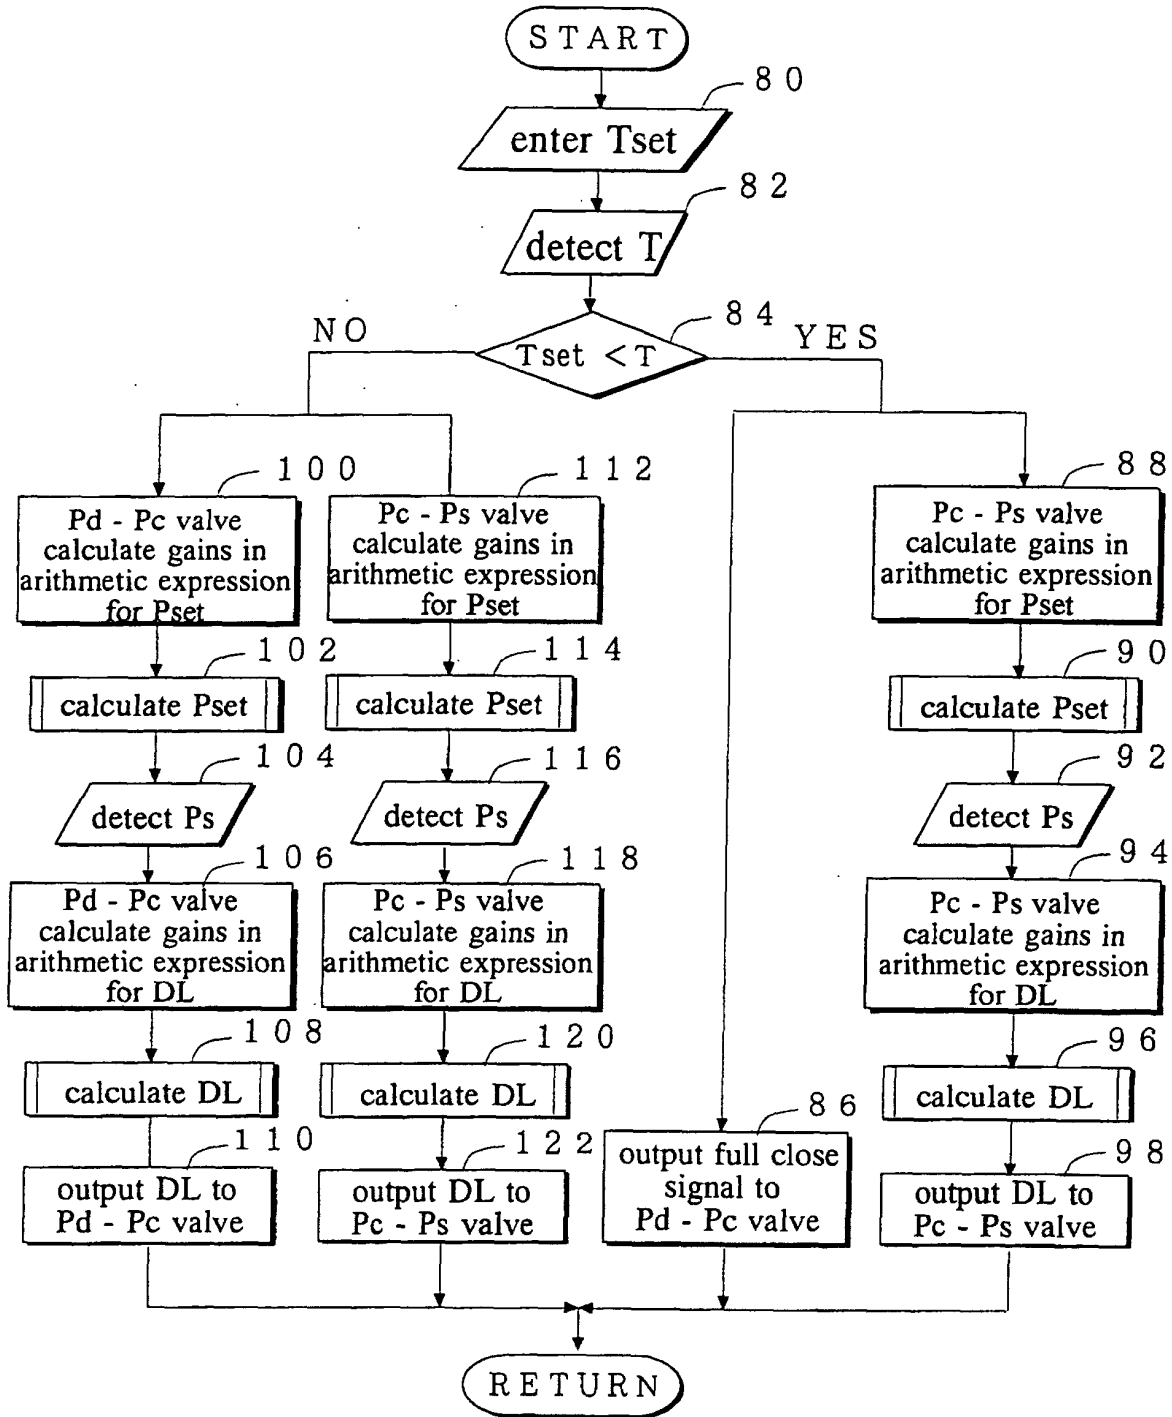 START
80
enter Tset
82
detect T
84
Tset < T
NO
YES
100
Pd - Pc valve
calculate gains in
arithmetic expression
for Pset
102
calculate Pset
104
detect Ps
106
Pd - Pc valve
calculate gains in
arithmetic expression
for DL
108
calculate DL
110
output DL to
Pd - Pc valve
112
Pc - Ps valve
calculate gains in
arithmetic expression
for Pset
114
calculate Pset
116
detect Ps
118
Pc - Ps valve
calculate gains in
arithmetic expression
for DL
120
calculate DL
122
output DL to
Pc - Ps valve
86
output full close
signal to
Pd - Pc valve
88
Pc - Ps valve
calculate gains in
arithmetic expression
for Pset
90
calculate Pset
92
detect Ps
94
Pc - Ps valve
calculate gains in
arithmetic expression
for DL
96
calculate DL
98
output DL to
Pc - Ps valve
RETURN